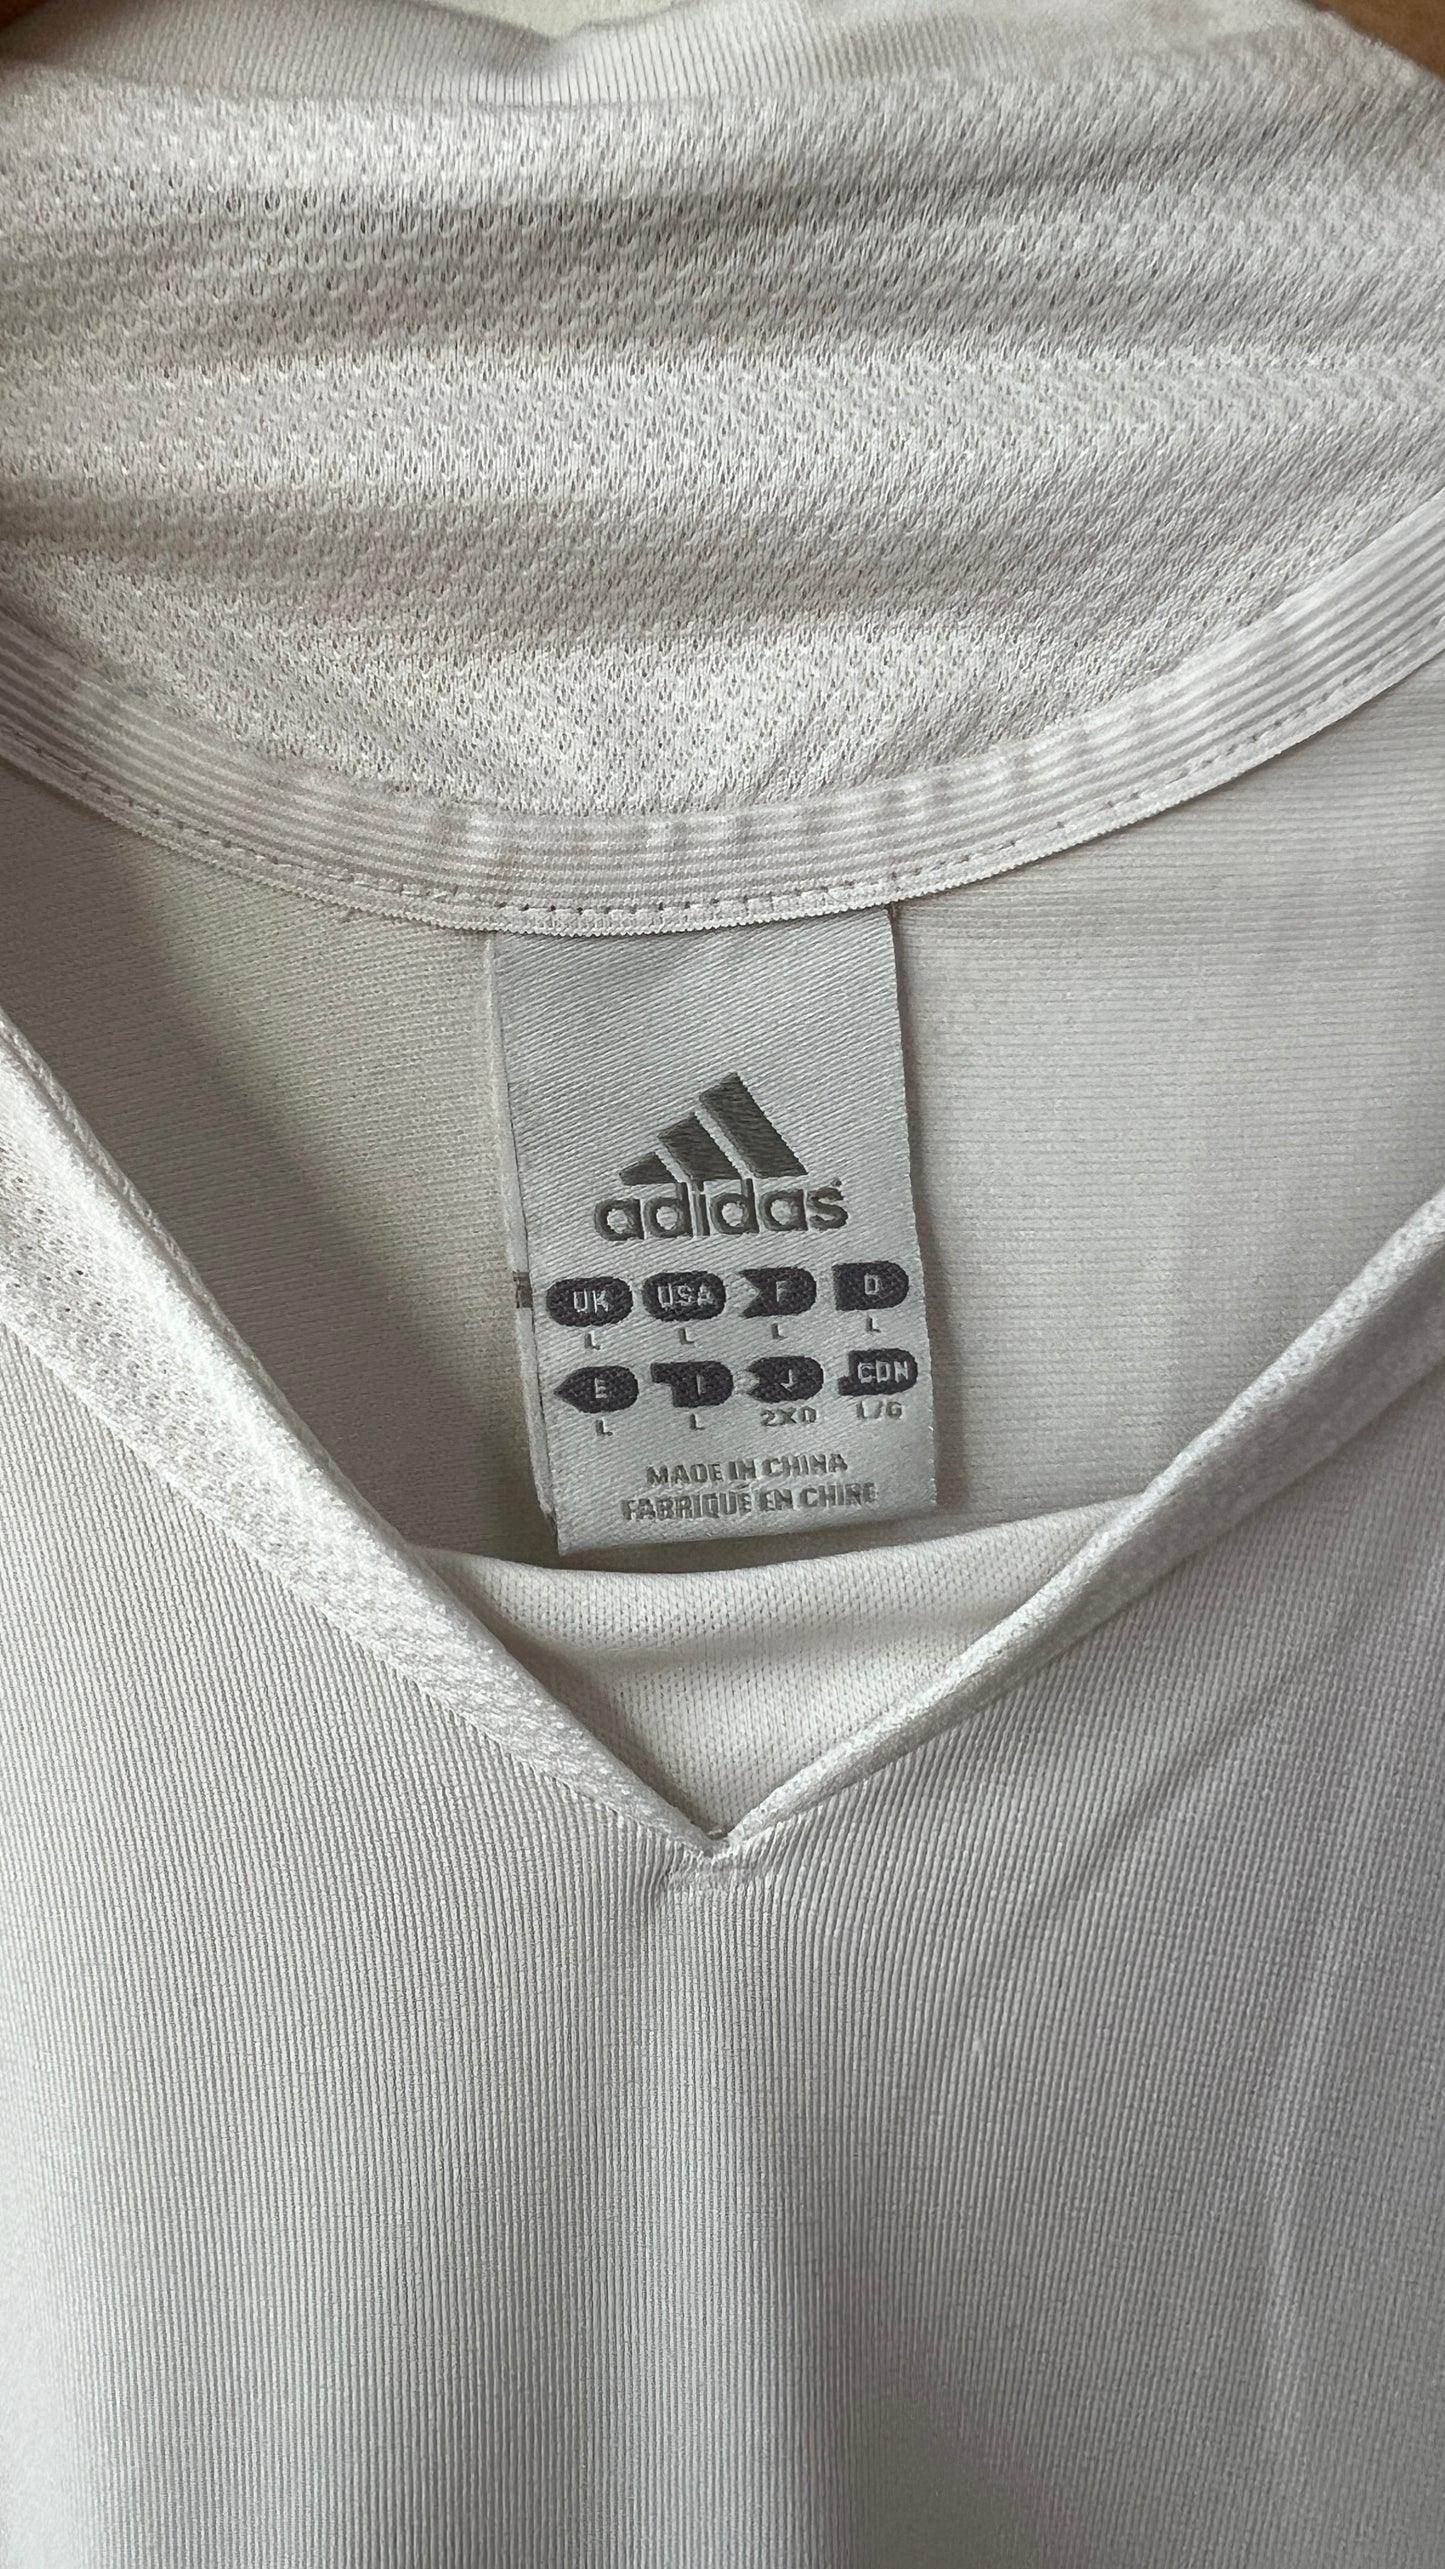 adidas
UK USA F D
L L L L
E I J CDN
L L 2XO L/G
MADE IN CHINA
FABRIQUÉ EN CHINE